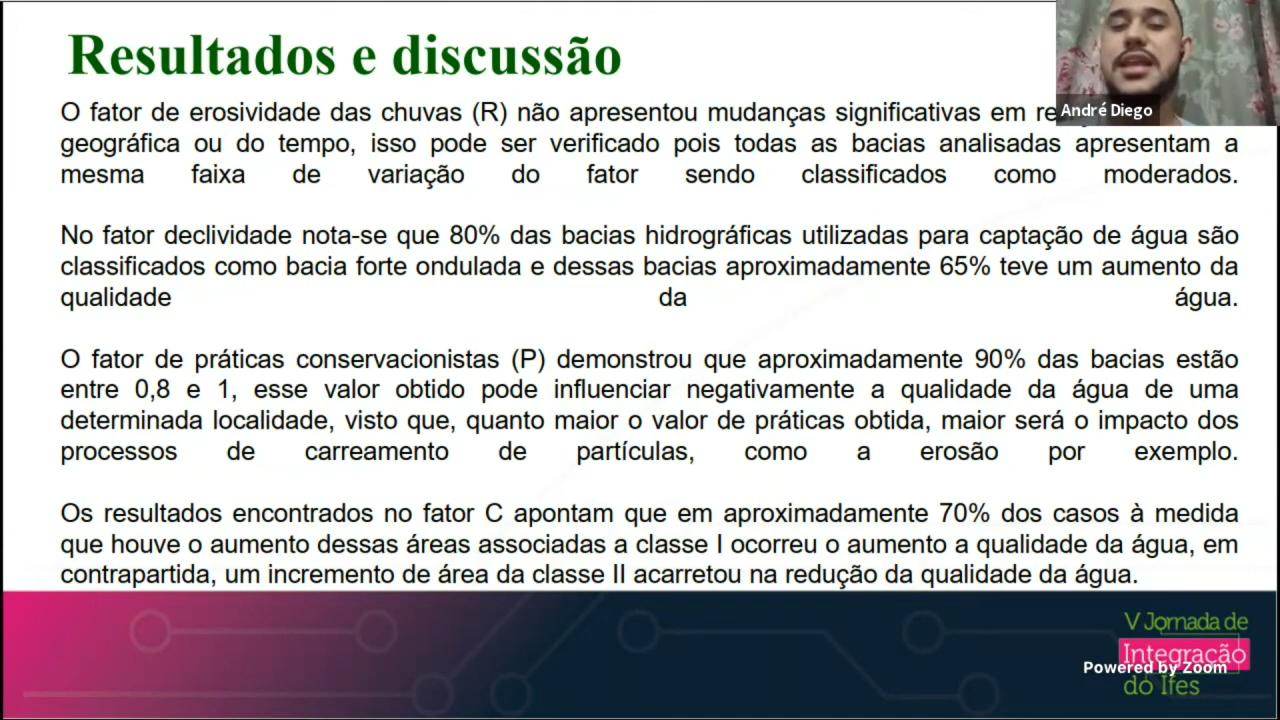 Resultados e discussão
André Diego
O fator de erosividade das chuvas (R) não apresentou mudanças significativas em
geográfica ou do tempo, isso pode ser verificado pois todas as bacias analisadas apresentam a
mesma faixa de variação do fator sendo classificados como moderados.
No fator declividade nota-se que 80% das bacias hidrográficas utilizadas para captação de água são
classificados como bacia forte ondulada e dessas bacias aproximadamente 65% teve um aumento da
qualidade da água.
O fator de práticas conservacionistas (P) demonstrou que aproximadamente 90% das bacias estão
entre 0,8 e 1, esse valor obtido pode influenciar negativamente a qualidade da água de uma
determinada localidade, visto que, quanto maior o valor de práticas obtida, maior será o impacto dos
processos de carreamento de partículas, como a erosão por exemplo.
Os resultados encontrados no fator C apontam que em aproximadamente 70% dos casos à medida
que houve o aumento dessas áreas associadas a classe I ocorreu o aumento a qualidade da água, em
contrapartida, um incremento de área da classe II acarretou na redução da qualidade da água.
V Jornada de
Integração
Powered by Zoom
do Ifes